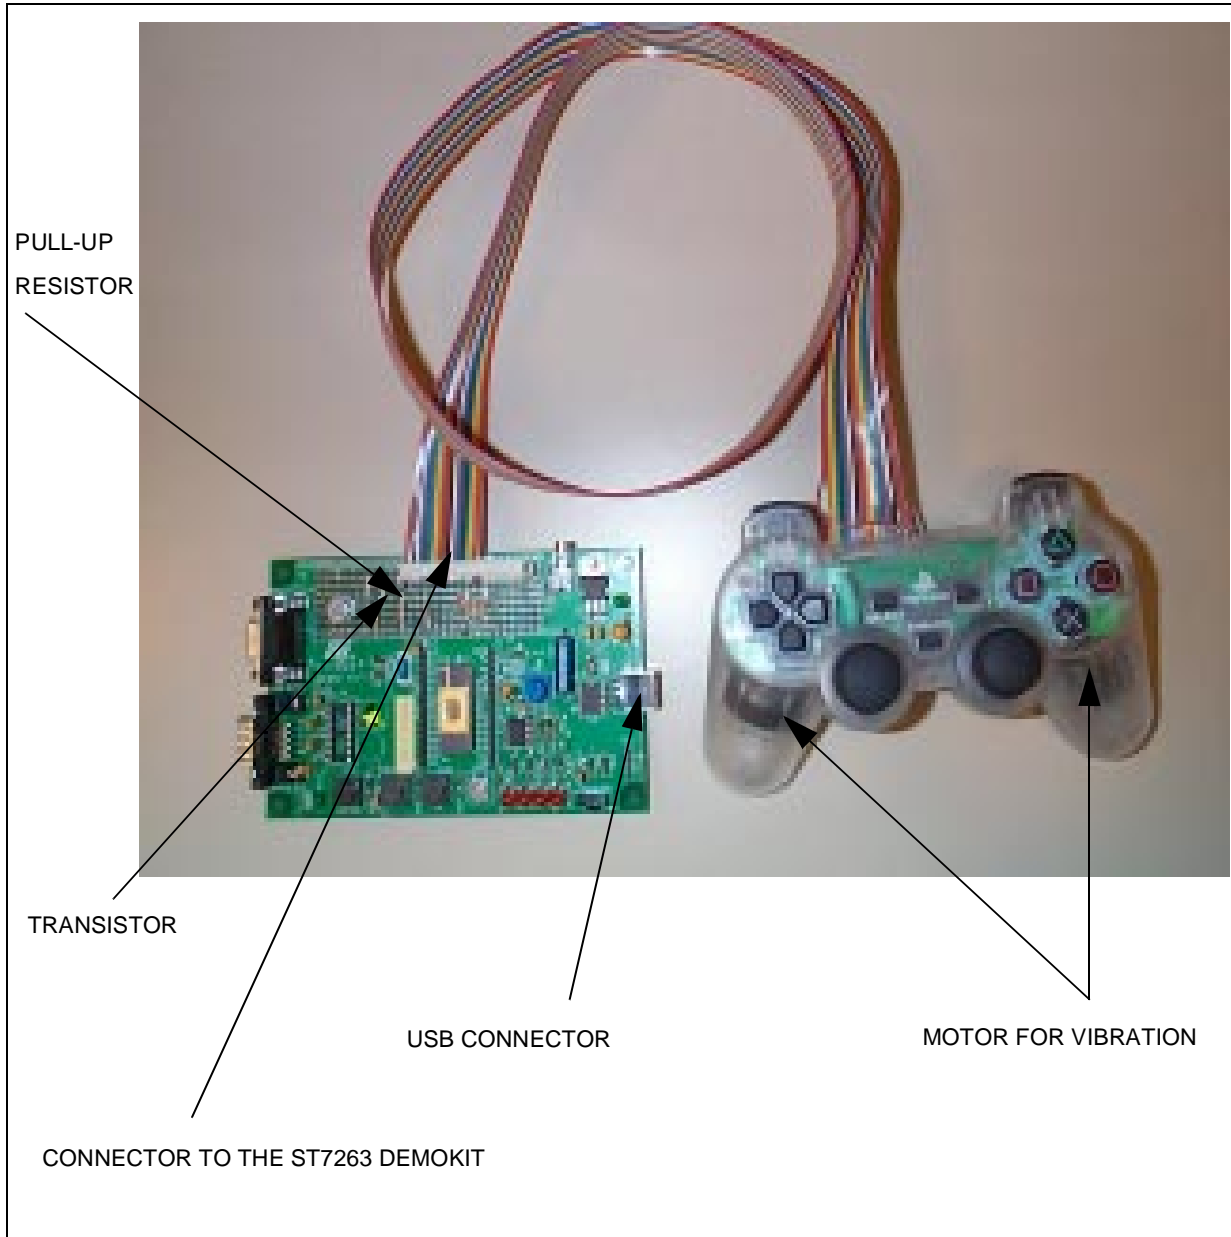 PULL-UP
RESISTOR
TRANSISTOR
USB CONNECTOR
MOTOR FOR VIBRATION
CONNECTOR TO THE ST7263 DEMOKIT